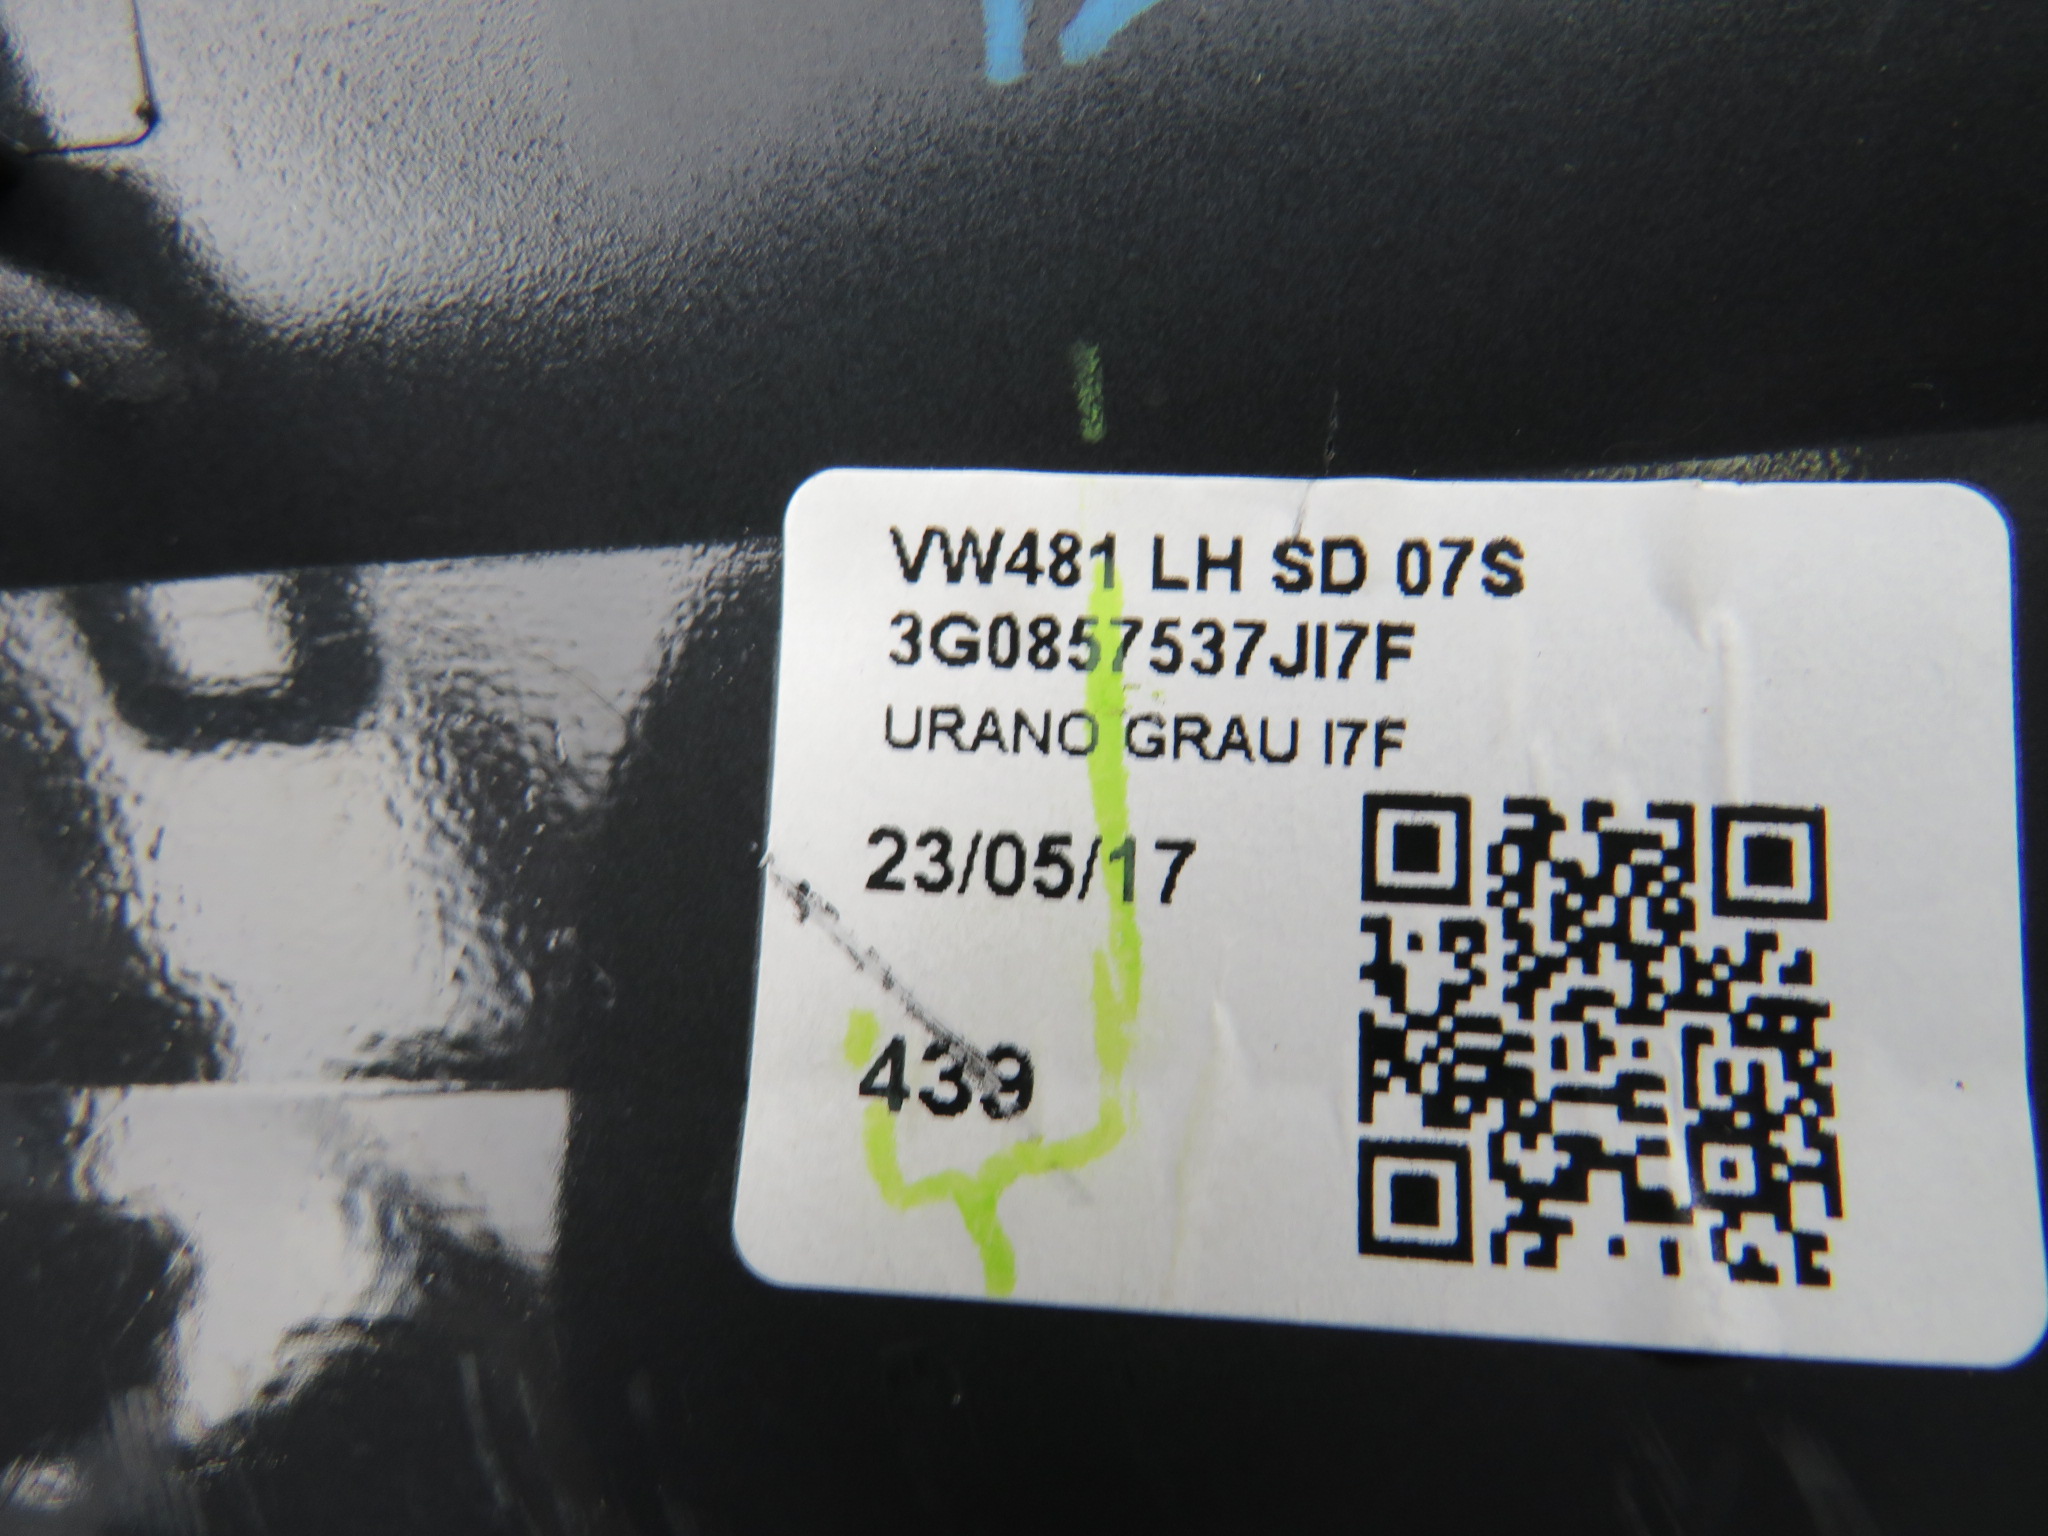 VW481 LH SD 07S
3G0857537JI7F
URANO GRAU I7F
23/05/17
439